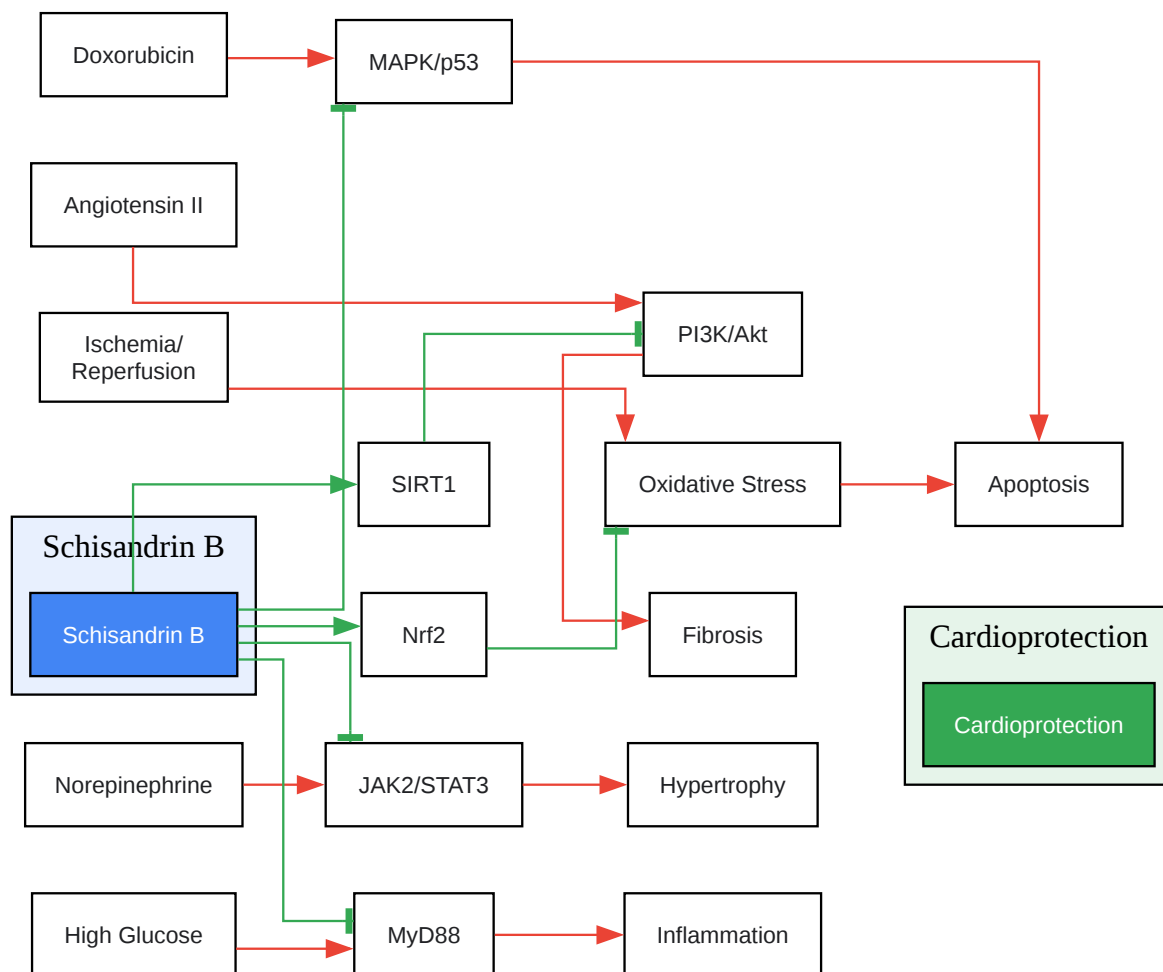 Doxorubicin
MAPK/p53
Angiotensin II
PI3K/Akt
Ischemia/
Reperfusion
SIRT1
Oxidative Stress
Apoptosis
Schisandrin B
Schisandrin B
Nrf2
Fibrosis
Cardioprotection
Cardioprotection
Norepinephrine
JAK2/STAT3
Hypertrophy
High Glucose
MyD88
Inflammation